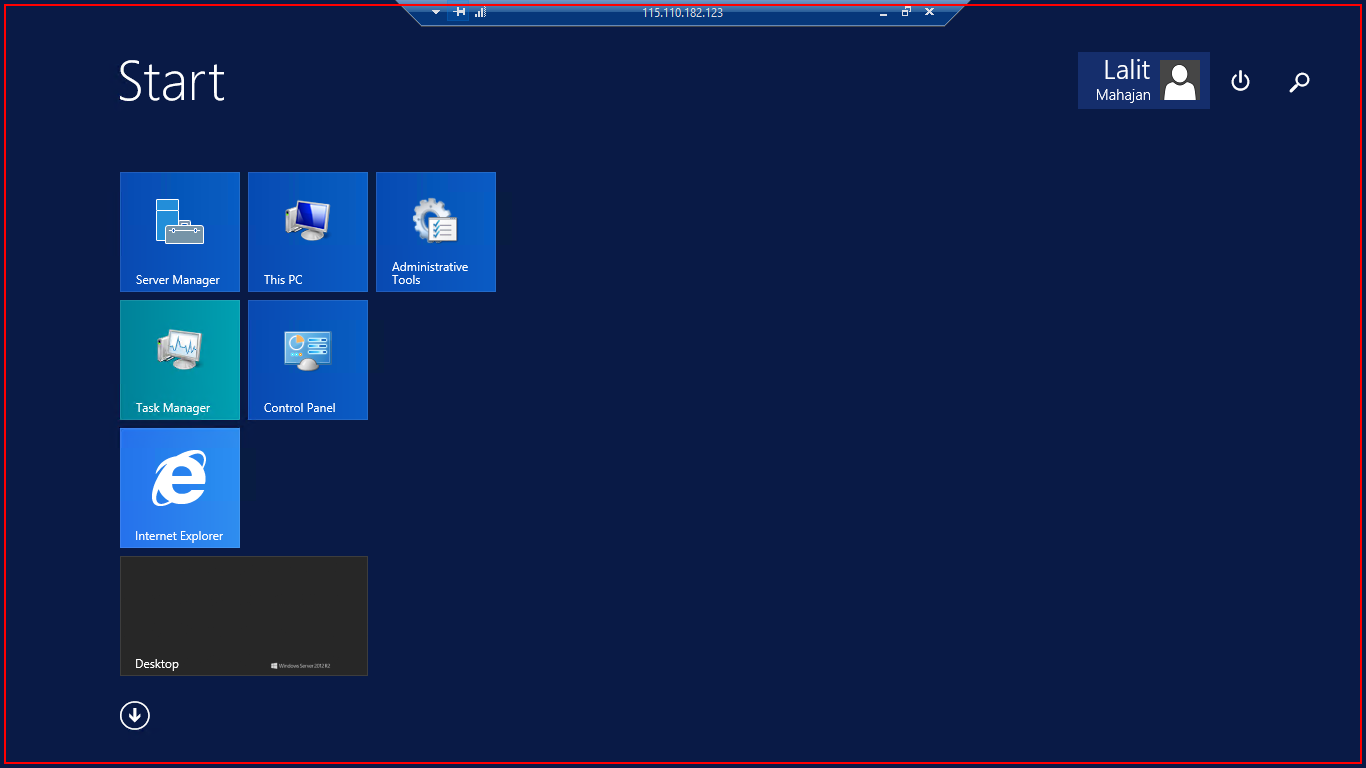 115.110.182.123
Start
Lalit
Mahajan
Server Manager
This PC
Administrative
Tools
Task Manager
Control Panel
Internet Explorer
Desktop
Windows Server 2012 R2